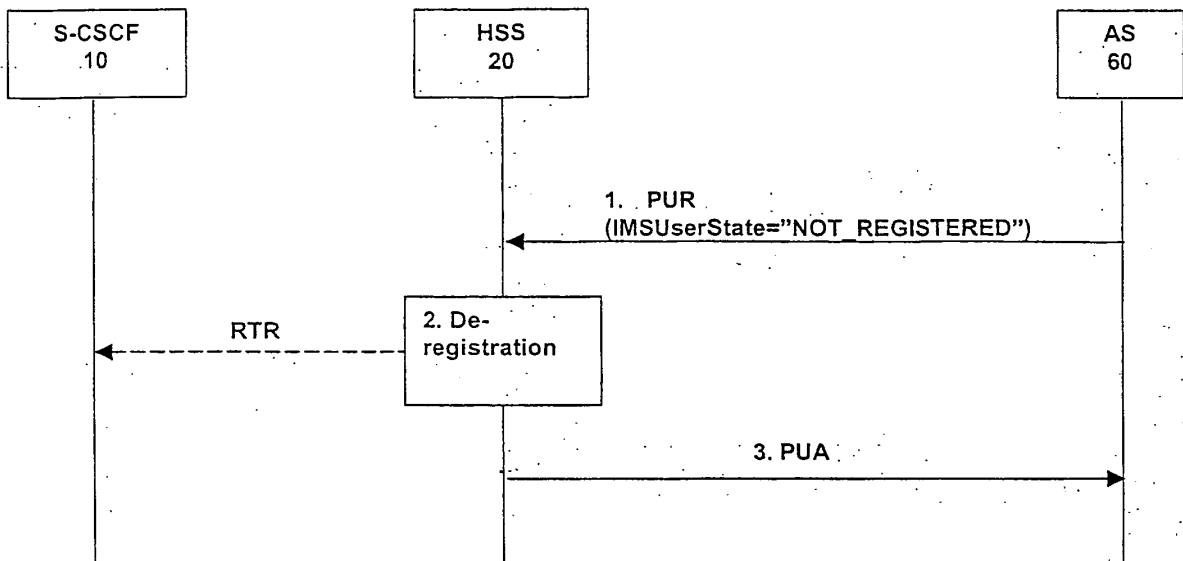 S-CSCF
10
HSS
20
AS
60
1. PUR
(IMSUserState="NOT_REGISTERED")
2. De-
registration
RTR
3. PUA